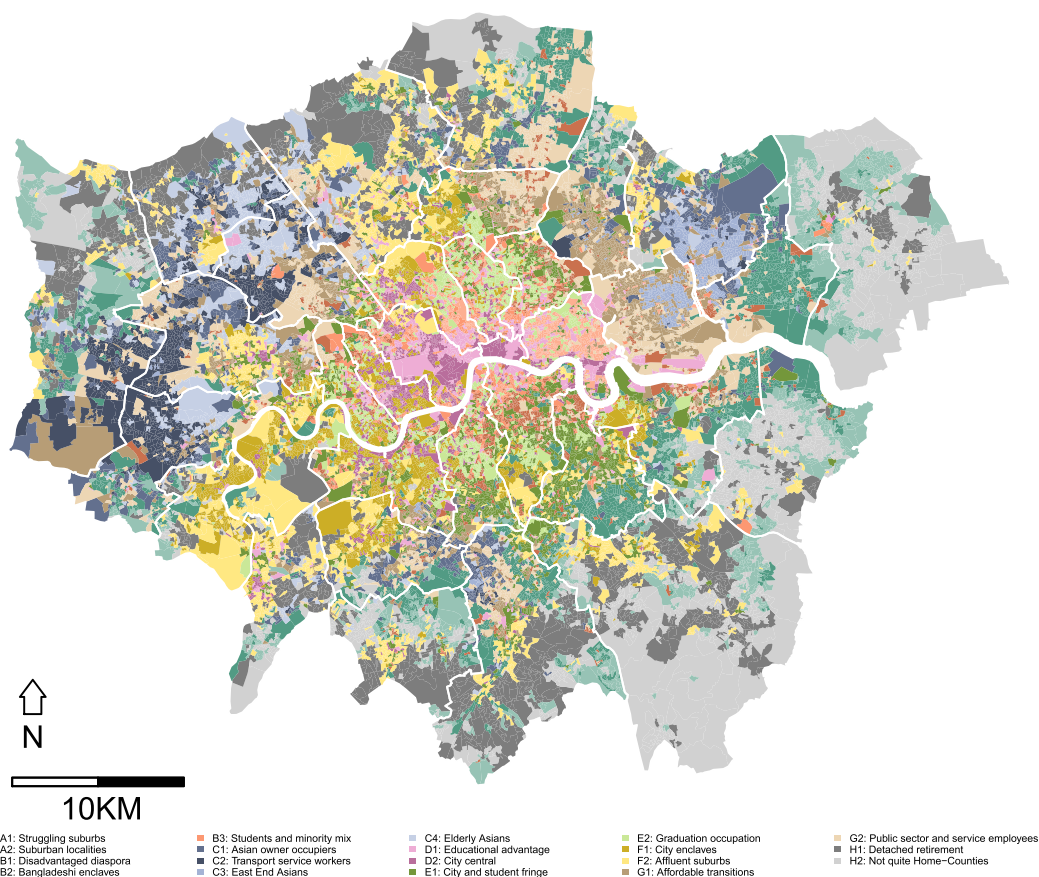 N
10KM
A1: Struggling suburbs
A2: Suburban localities
B1: Disadvantaged diaspora
B2: Bangladeshi enclaves
B3: Students and minority mix
C1: Asian owner occupiers
C2: Transport service workers
C3: East End Asians
C4: Elderly Asians
D1: Educational advantage
D2: City central
E1: City and student fringe
E2: Graduation occupation
F1: City enclaves
F2: Affluent suburbs
G1: Affordable transitions
G2: Public sector and service employees
H1: Detached retirement
H2: Not quite Home−Counties